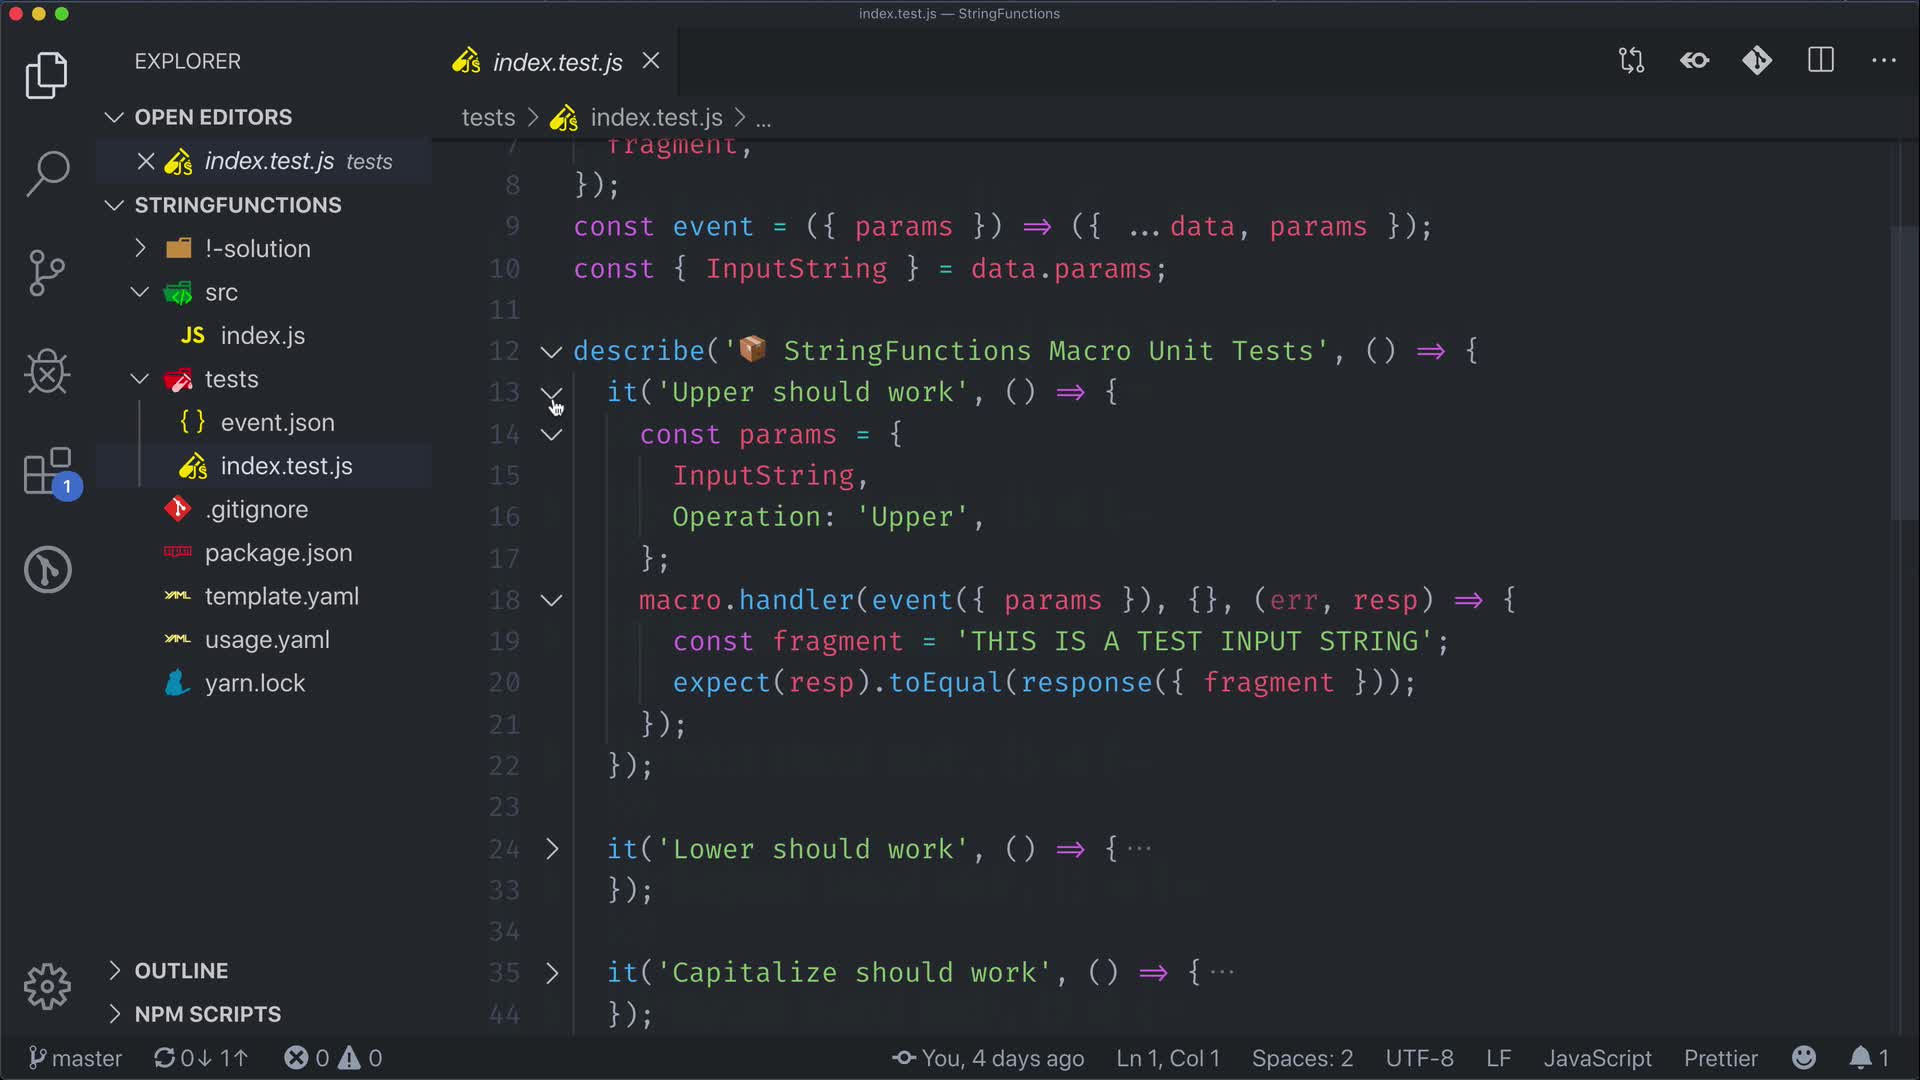 index.test.js — StringFunctions
EXPLORER
index.test.js
OPEN EDITORS
index.test.js tests
STRINGFUNCTIONS
!-solution
src
JS index.js
tests
{ } event.json
index.test.js
.gitignore
package.json
YAML template.yaml
YAML usage.yaml
yarn.lock
OUTLINE
NPM SCRIPTS
1
tests > index.test.js > ...
7 fragment,
8 });
9 const event = ({ params }) => ({ ...data, params });
10 const { InputString } = data.params;
11
12 describe('📦 StringFunctions Macro Unit Tests', () => {
13 it('Upper should work', () => {
14 const params = {
15 InputString,
16 Operation: 'Upper',
17 };
18 macro.handler(event({ params }), {}, (err, resp) => {
19 const fragment = 'THIS IS A TEST INPUT STRING';
20 expect(resp).toEqual(response({ fragment }));
21 });
22 });
23
24 it('Lower should work', () => {···
33 });
34
35 it('Capitalize should work', () => {···
44 });
master 0↓ 1↑ 0 0 You, 4 days ago Ln 1, Col 1 Spaces: 2 UTF-8 LF JavaScript Prettier 1